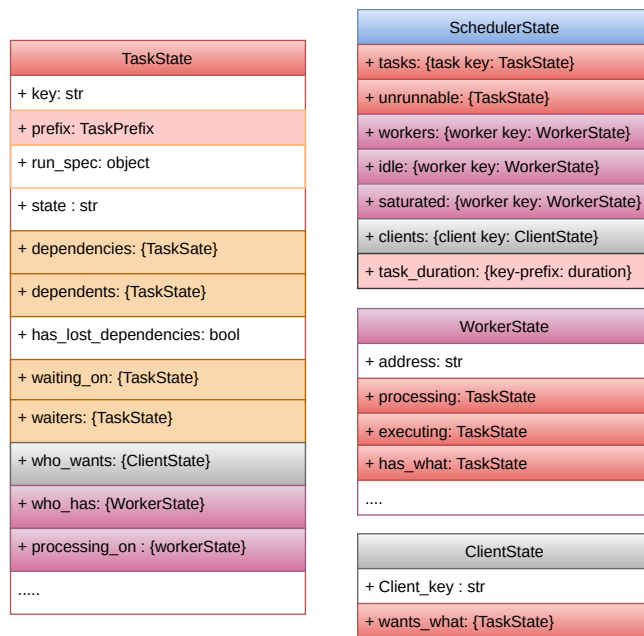 TaskState
+ key: str
+ prefix: TaskPrefix
+ run_spec: object
+ state : str
+ dependencies: {TaskSate}
+ dependents: {TaskState}
+ has_lost_dependencies: bool
+ waiting_on: {TaskState}
+ waiters: {TaskState}
+ who_wants: {ClientState}
+ who_has: {WorkerState}
+ processing_on : {workerState}
.....
SchedulerState
+ tasks: {task key: TaskState}
+ unrunnable: {TaskState}
+ workers: {worker key: WorkerState}
+ idle: {worker key: WorkerState}
+ saturated: {worker key: WorkerState}
+ clients: {client key: ClientState}
+ task_duration: {key-prefix: duration}
WorkerState
+ address: str
+ processing: TaskState
+ executing: TaskState
+ has_what: TaskState
....
ClientState
+ Client_key : str
+ wants_what: {TaskState}